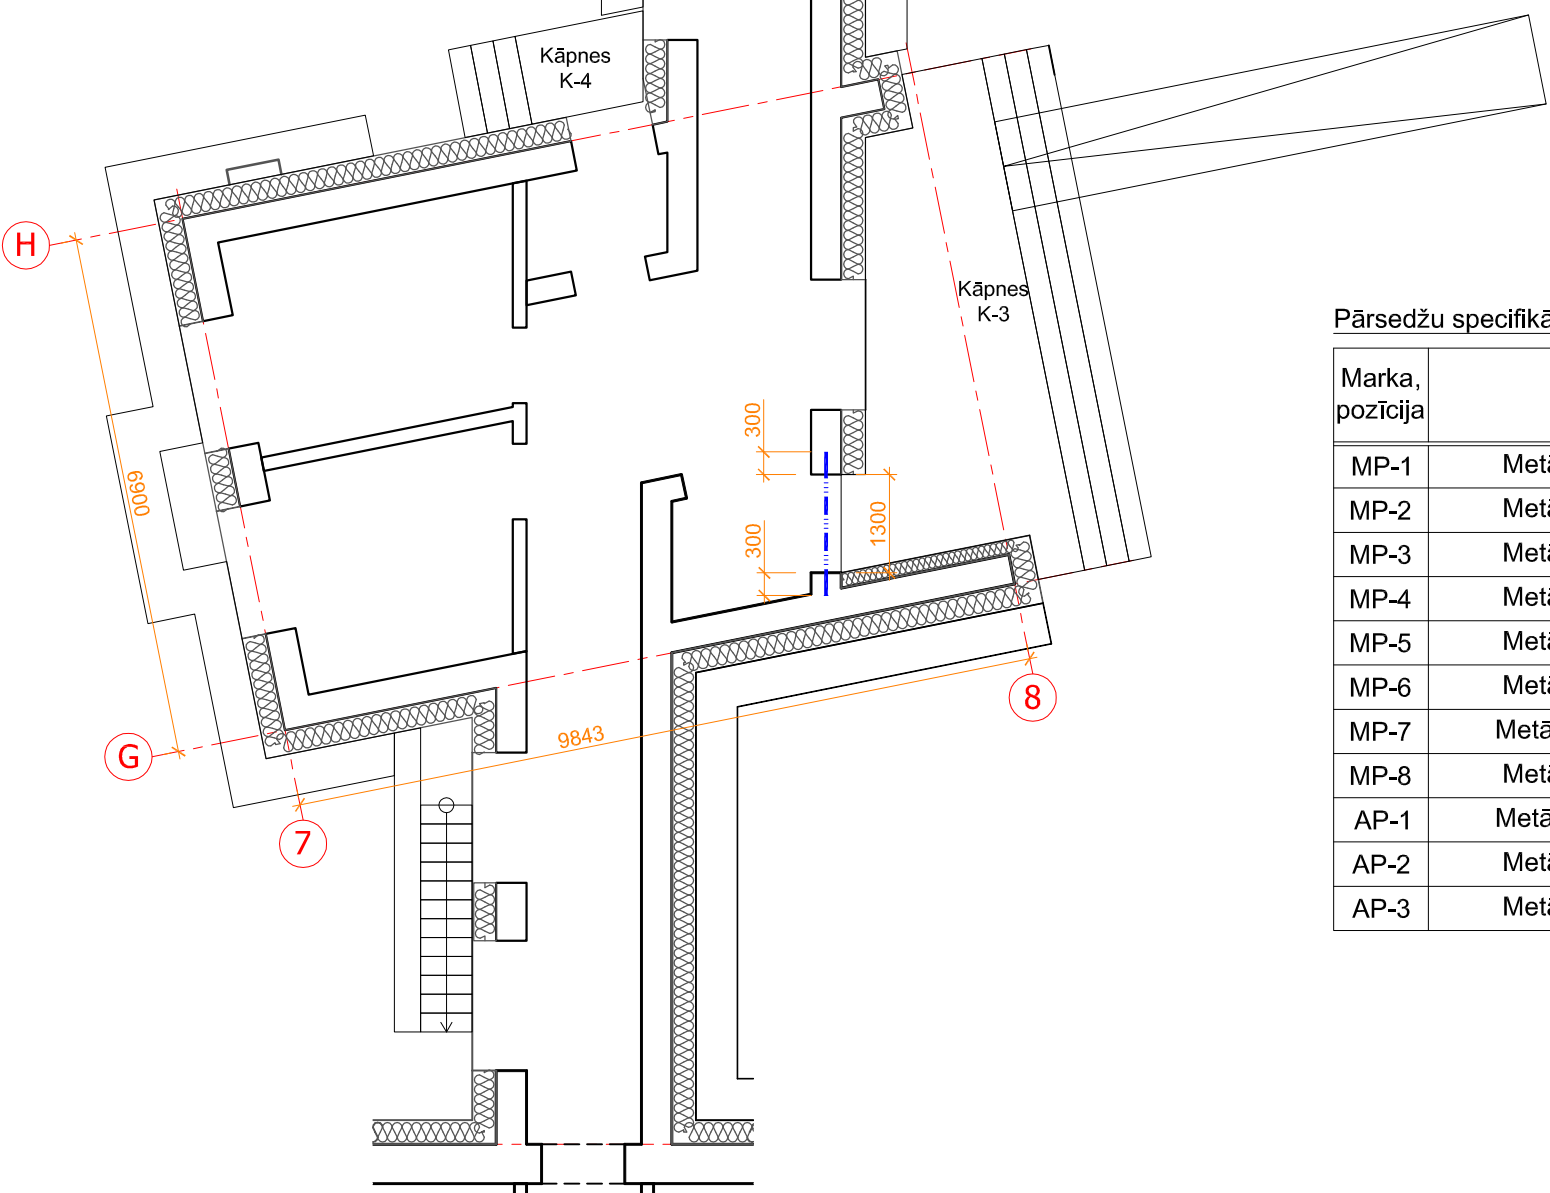 Kāpnes
K-4
H
Kāpnes
K-3
Pārsedžu
Marka,
pozīcija
300
6900
300
1300
MP-1
MP-2
MP-3
MP-4
MP-5
MP-6
MP-7
MP-8
AP-1
AP-2
AP-3
8
9843
G
7